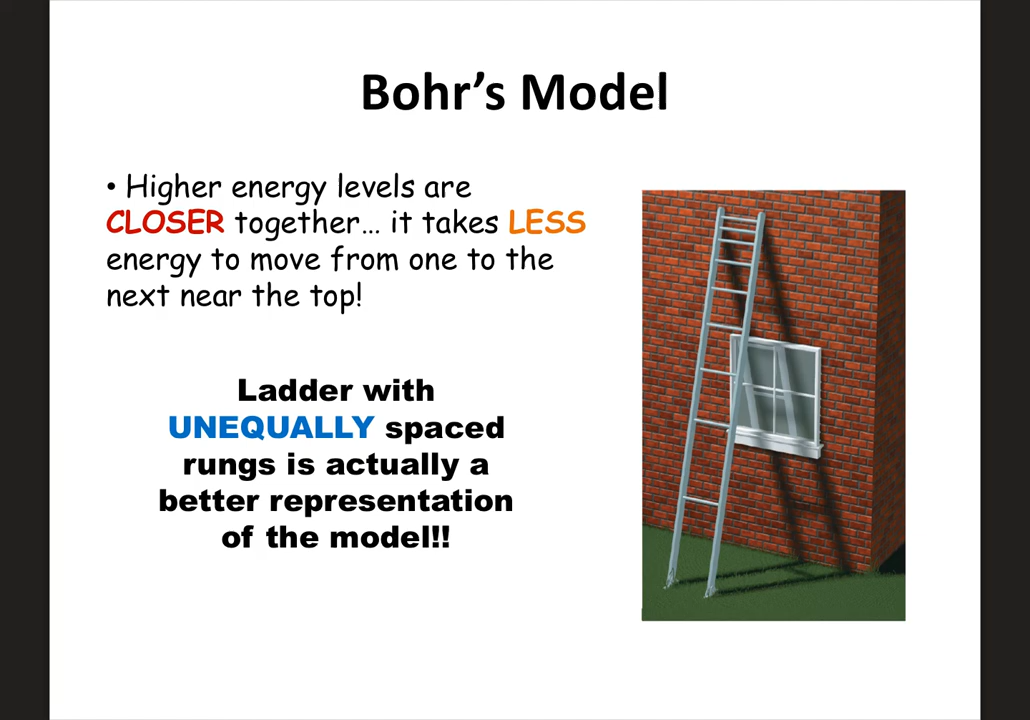 Bohr’s Model
• Higher energy levels are
CLOSER together… it takes LESS
energy to move from one to the
next near the top!
Ladder with
UNEQUALLY spaced
rungs is actually a
better representation
of the model!!